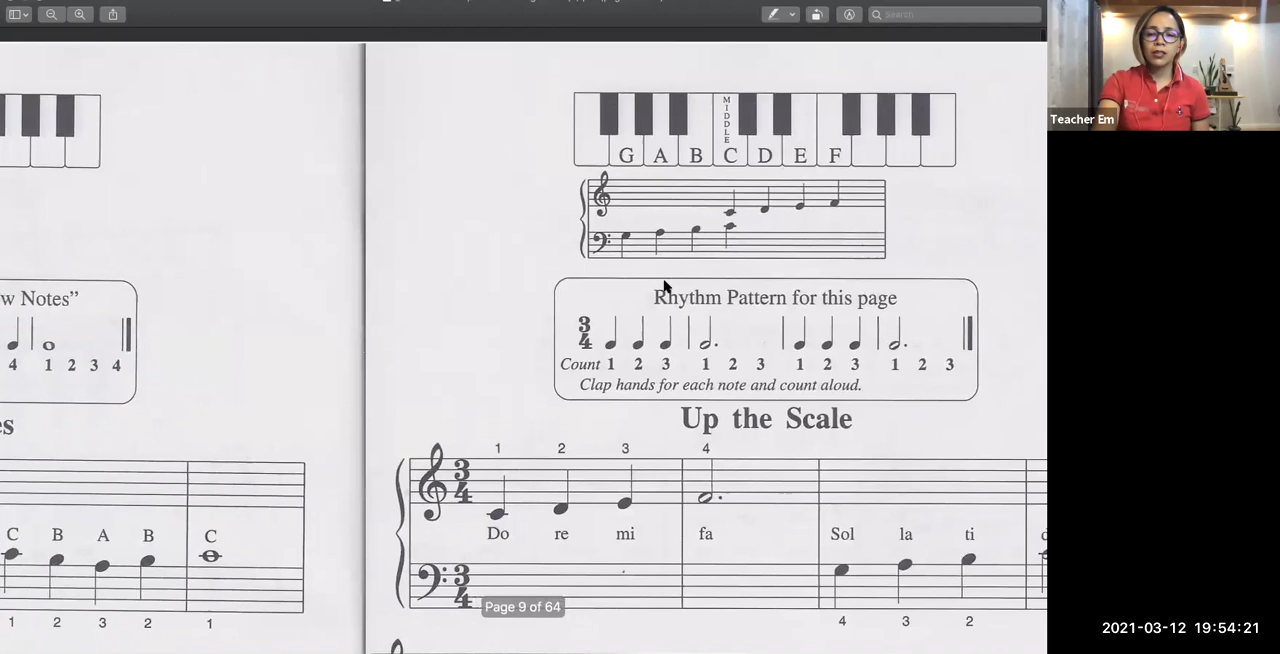 Search
Teacher Em
MIDDLE
G A B C D E F
w Notes”
4 1 2 3 4
Rhythm Pattern for this page
3
4
Count 1 2 3 1 2 3 1 2 3 1 2 3
Clap hands for each note and count aloud.
es
Up the Scale
1 2 3 4
3
4
C B A B C
Do re mi fa Sol la ti d
3
4
Page 9 of 64
1 2 3 2 1
4 3 2
2021-03-12 19:54:21